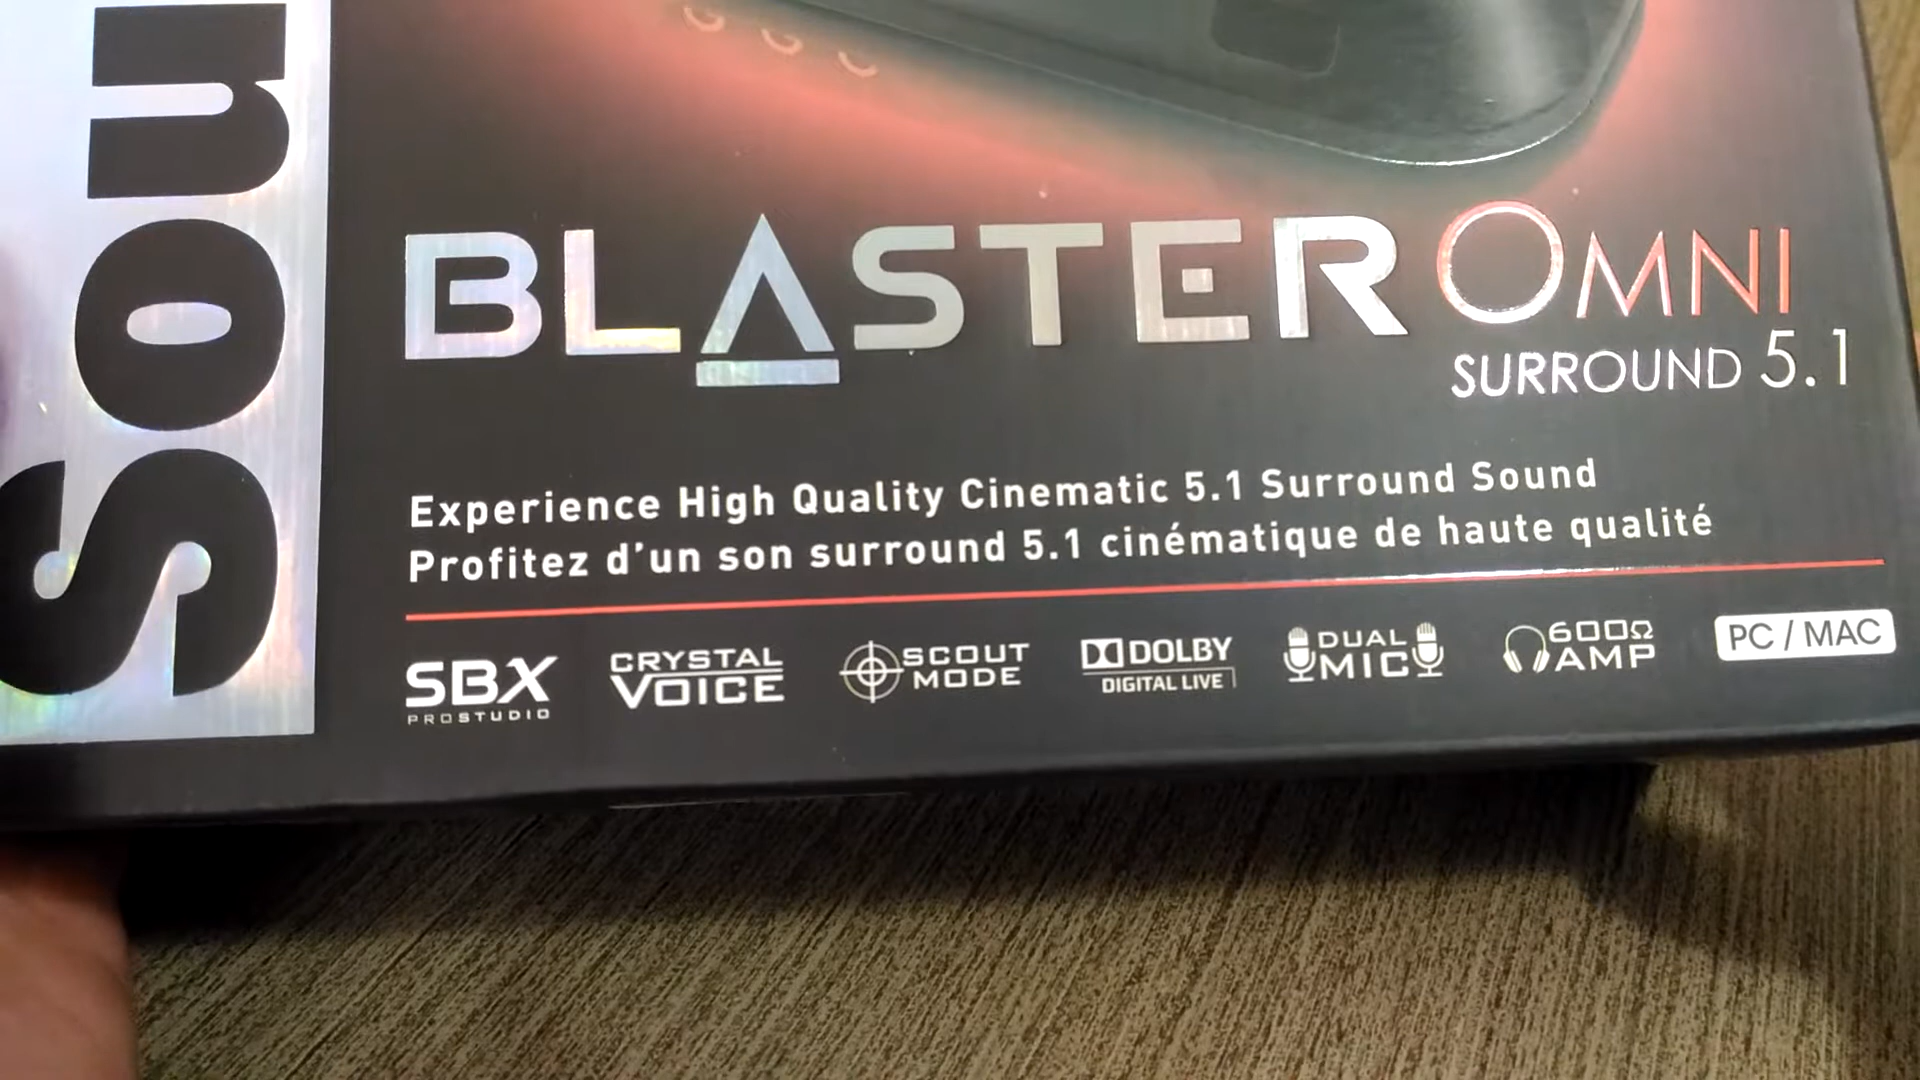 BLASTER OMNI
SURROUND 5.1
Experience High Quality Cinematic 5.1 Surround Sound
Profitez d'un son surround 5.1 cinématique de haute qualité
SBX
PRO STUDIO
CRYSTAL
VOICE
SCOUT
MODE
DOLBY
DIGITAL LIVE
DUAL
MIC
600Ω
AMP
PC / MAC
Sou